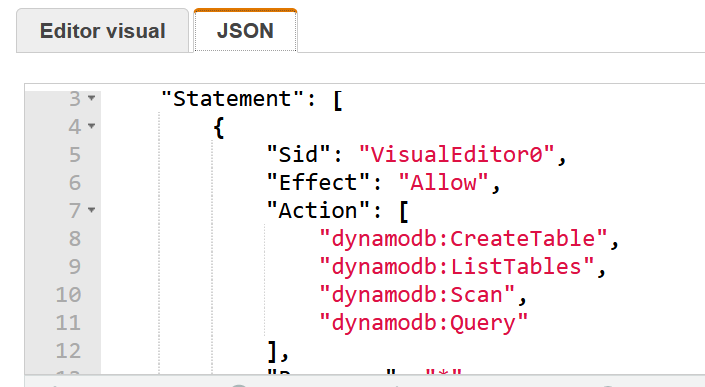 Editor visual
JSON
3 "Statement": [
4 {
5 "Sid": "VisualEditor0",
6 "Effect": "Allow",
7 "Action": [
8 "dynamodb:CreateTable",
9 "dynamodb:ListTables",
10 "dynamodb:Scan",
11 "dynamodb:Query"
12 ],